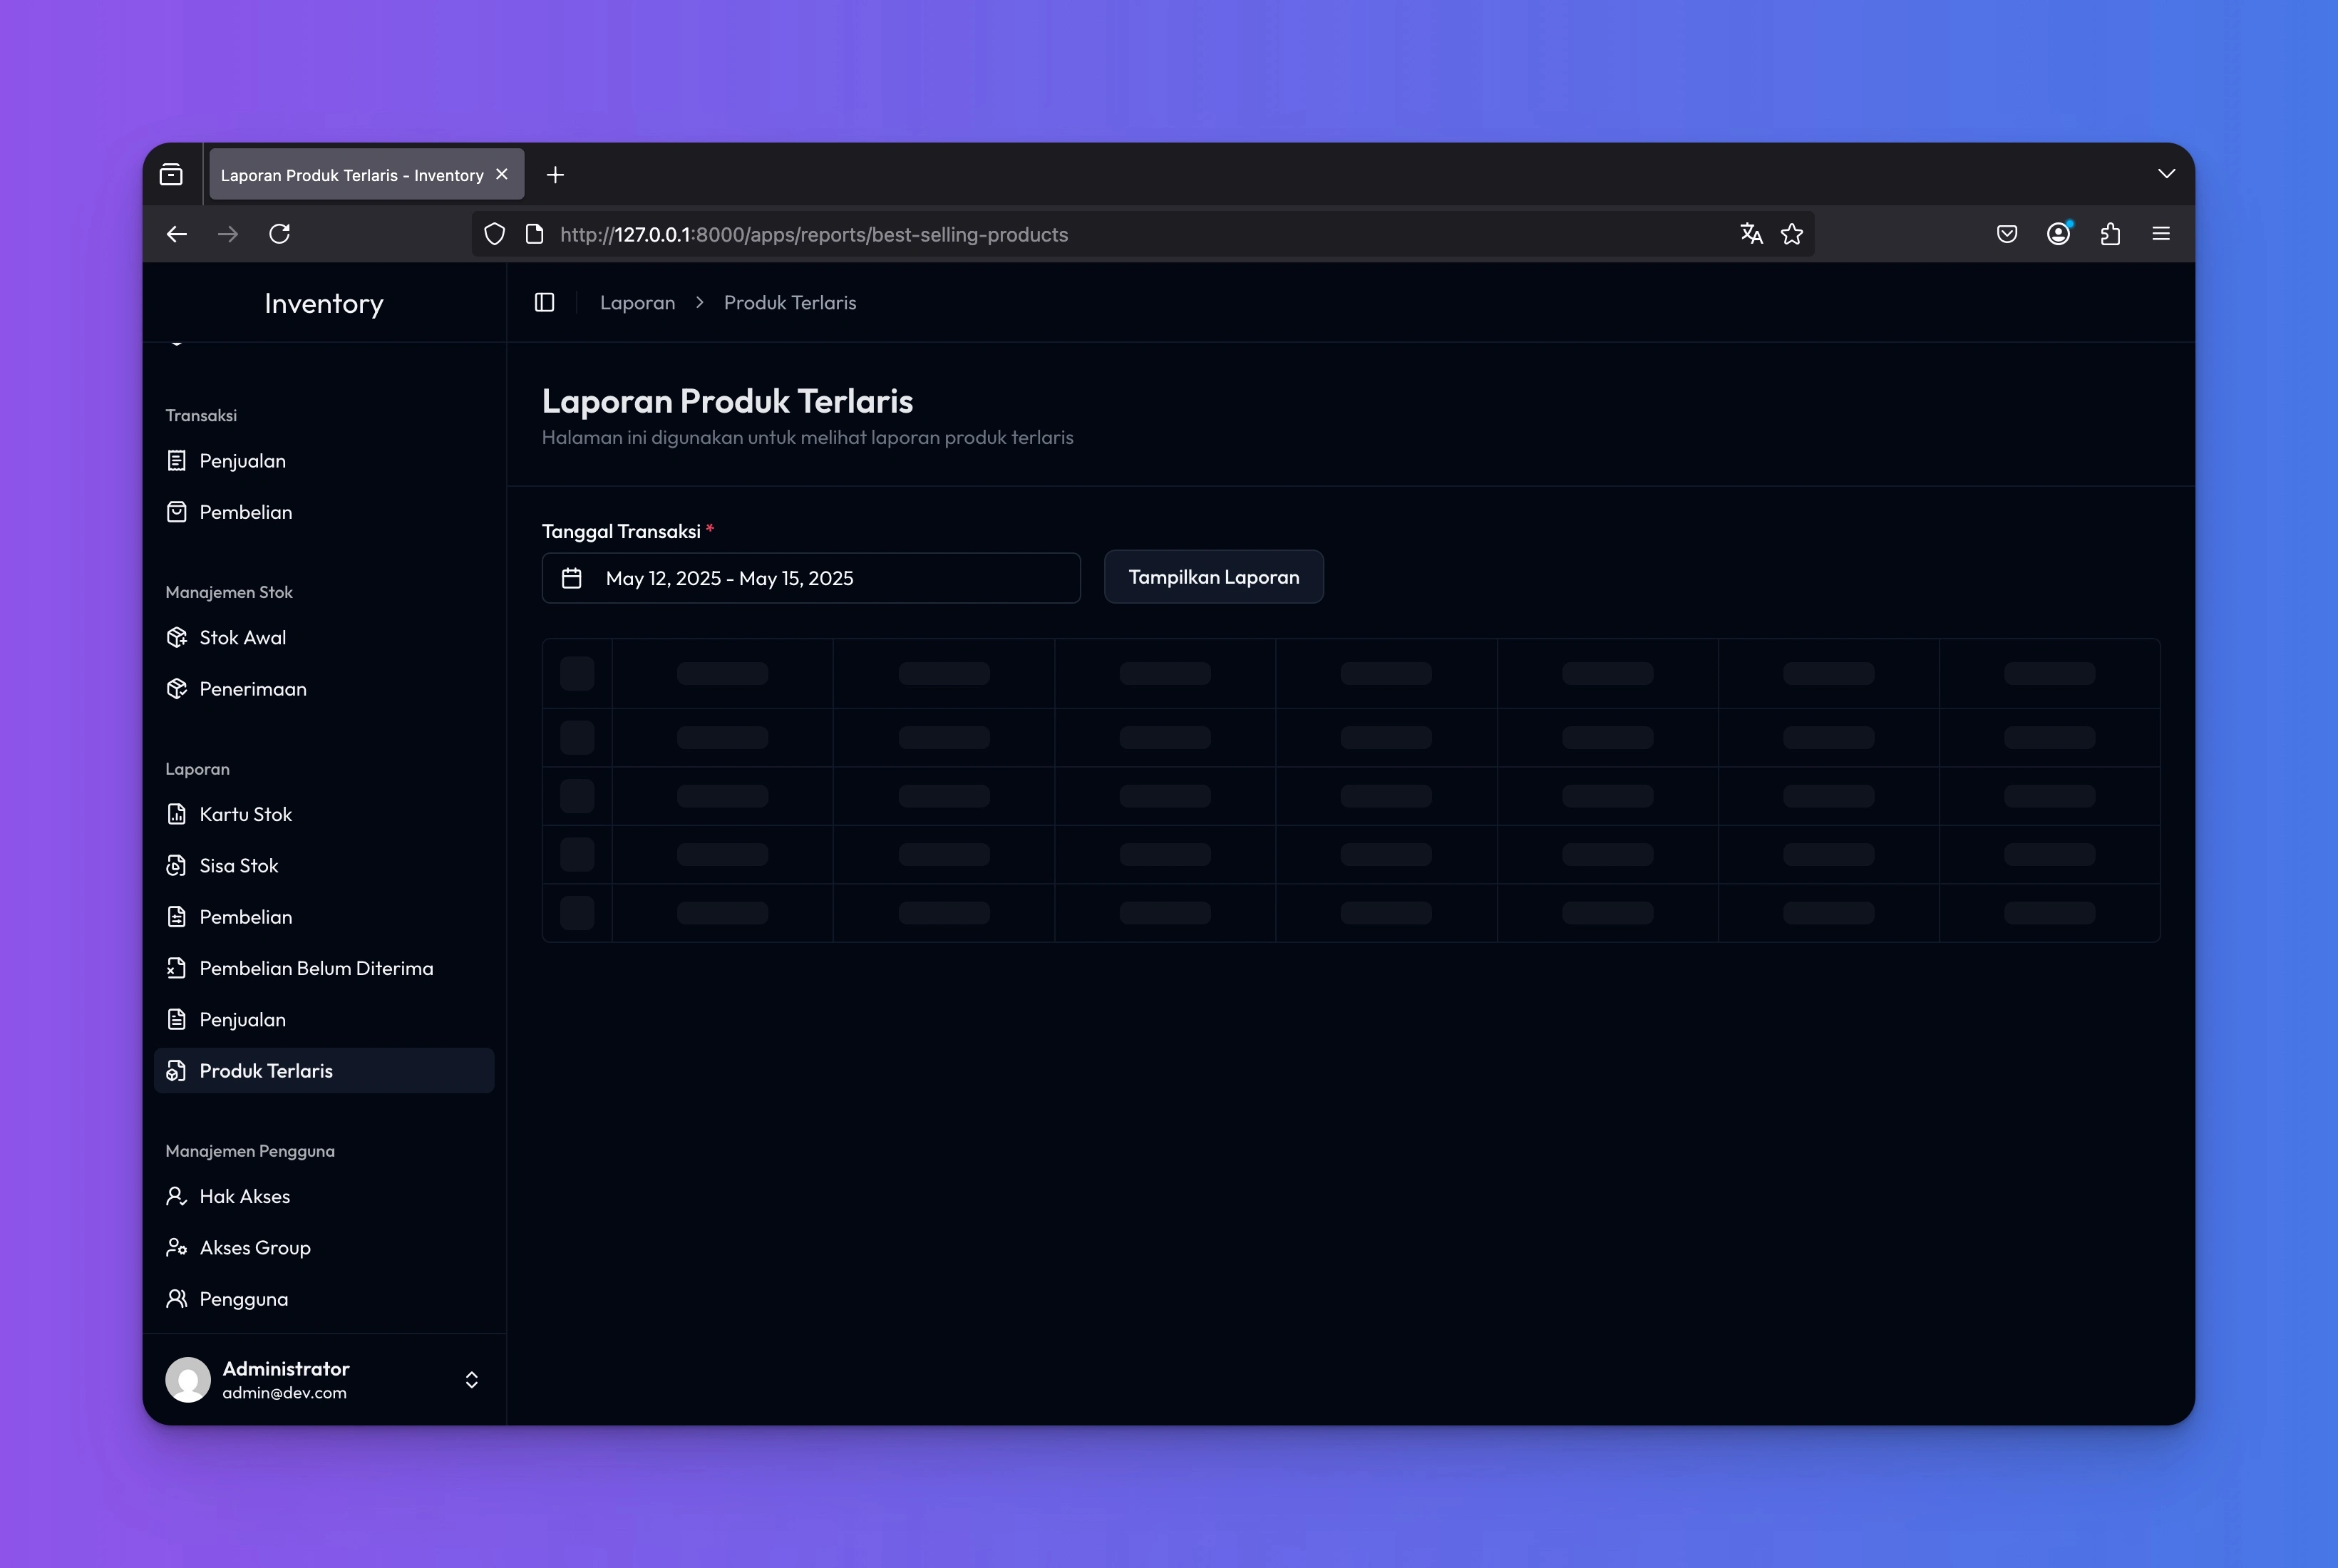 Laporan Produk Terlaris - Inventory
http://127.0.0.1:8000/apps/reports/best-selling-products
Inventory
Laporan
Produk Terlaris
Transaksi
Penjualan
Pembelian
Manajemen Stok
Stok Awal
Penerimaan
Laporan
Kartu Stok
Sisa Stok
Pembelian
Pembelian Belum Diterima
Penjualan
Produk Terlaris
Manajemen Pengguna
Hak Akses
Akses Group
Pengguna
Administrator
admin@dev.com
Laporan Produk Terlaris
Halaman ini digunakan untuk melihat laporan produk terlaris
Tanggal Transaksi *
May 12, 2025 - May 15, 2025
Tampilkan Laporan